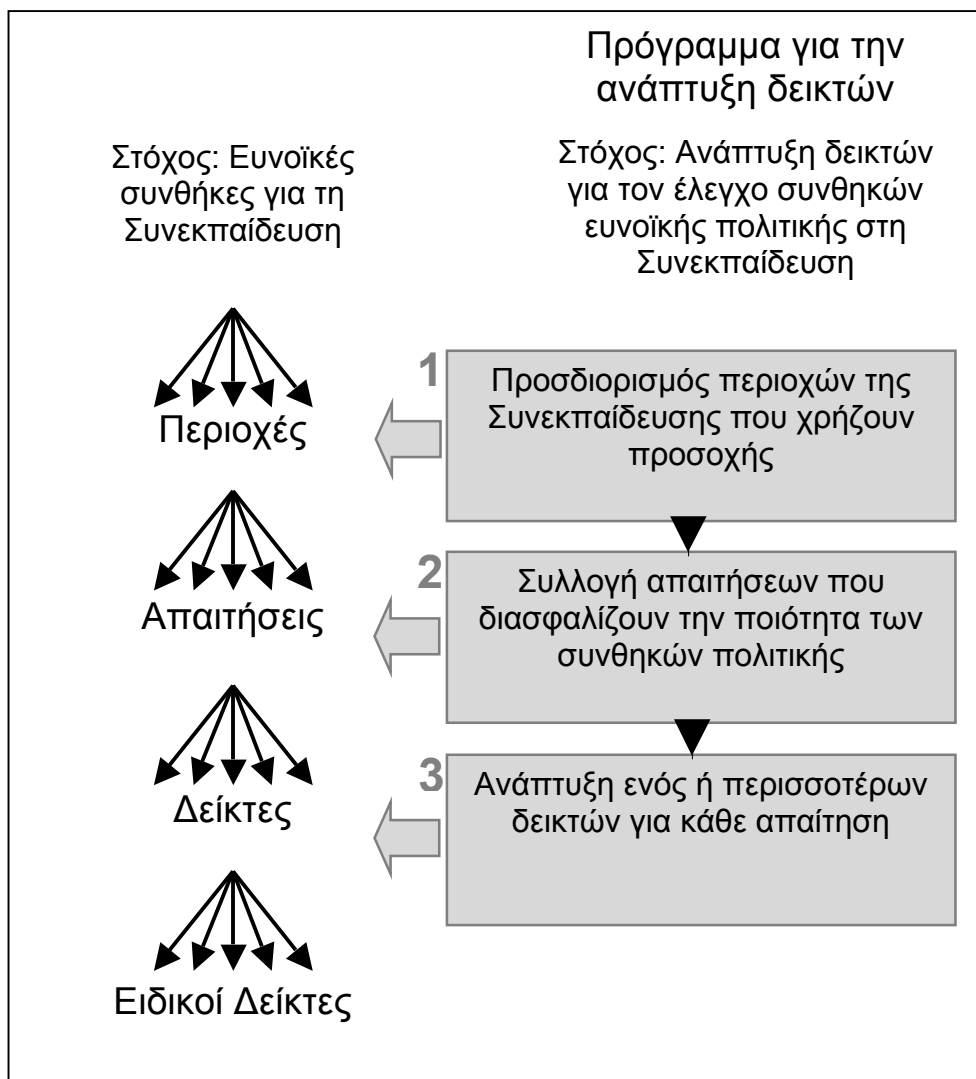 Πρόγραμμα για την
ανάπτυξη δεικτών
Στόχος: Ευνοϊκές
συνθήκες για τη
Συνεκπαίδευση
Στόχος: Ανάπτυξη δεικτών
για τον έλεγχο συνθηκών
ευνοϊκής πολιτικής στη
Συνεκπαίδευση
Περιοχές
1
Προσδιορισμός περιοχών της
Συνεκπαίδευσης που χρήζουν
προσοχής
Απαιτήσεις
2
Συλλογή απαιτήσεων που
διασφαλίζουν την ποιότητα των
συνθηκών πολιτικής
Δείκτες
3
Ανάπτυξη ενός ή περισσοτέρων
δεικτών για κάθε απαίτηση
Ειδικοί Δείκτες